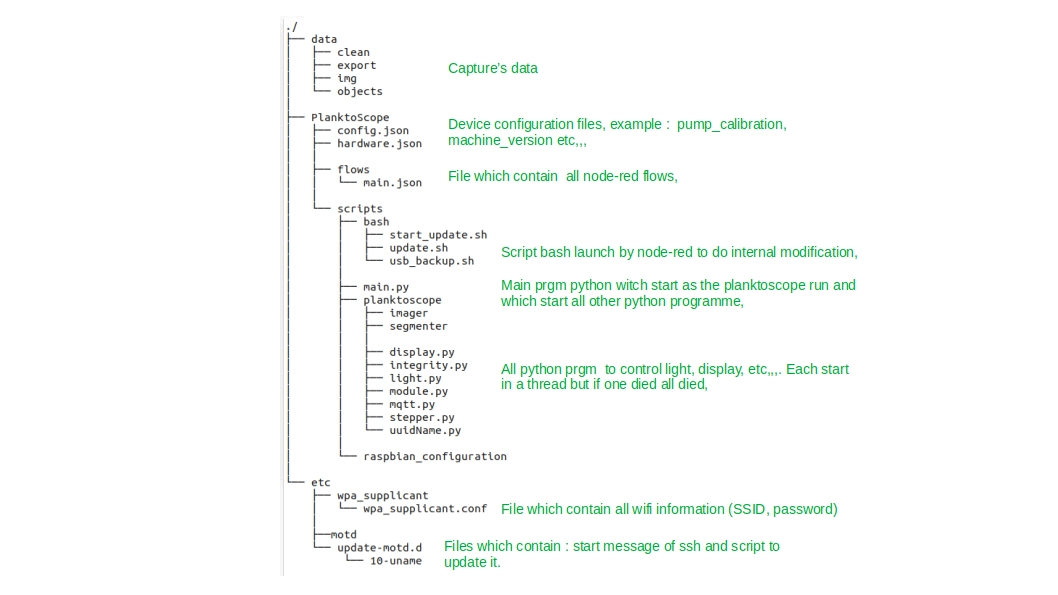 ./
├── data
│   ├── clean
│   ├── export
│   ├── img
│   └── objects
Capture's data
├── PlanktoScope
│   ├── config.json
│   ├── hardware.json
Device configuration files, example :  pump_calibration,
machine_version etc,,,
│   ├── flows
│   │   └── main.json
File which contain  all node-red flows,
│   └── scripts
│       ├── bash
│       │   ├── start_update.sh
│       │   ├── update.sh
│       │   └── usb_backup.sh
Script bash launch by node-red to do internal modification,
│       ├── main.py
│       ├── planktoscope
Main prgm python witch start as the planktoscope run and
which start all other python programme,
│       │   ├── imager
│       │   ├── segmenter
│       │   ├── display.py
│       │   ├── integrity.py
│       │   ├── light.py
│       │   ├── module.py
│       │   ├── mqtt.py
│       │   ├── stepper.py
│       │   └── uuidName.py
All python prgm  to control light, display, etc,,,. Each start
in a thread but if one died all died,
│       └── raspbian_configuration
└── etc
    ├── wpa_supplicant
    │   └── wpa_supplicant.conf
File which contain all wifi information (SSID, password)
    ├──motd
    └── update-motd.d
        └── 10-uname
Files which contain : start message of ssh and script to
update it.